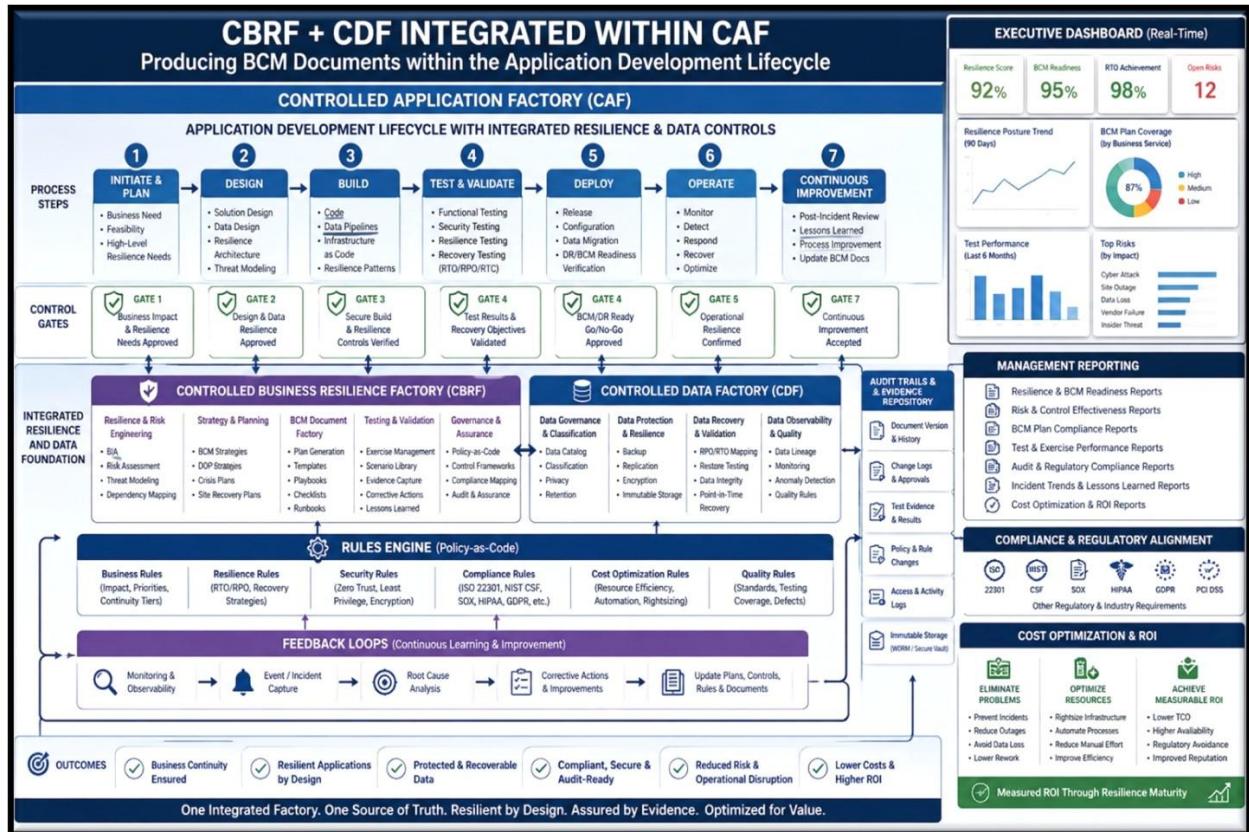 CBRF + CDF INTEGRATED WITHIN CAF
Producing BCM Documents within the Application Development Lifecycle
CONTROLLED APPLICATION FACTORY (CAF)
APPLICATION DEVELOPMENT LIFECYCLE WITH INTEGRATED RESILIENCE & DATA CONTROLS
PROCESS
STEPS
1
INITIATE &
PLAN
• Business Need
• Feasibility
• High-Level
Resilience Needs
2
DESIGN
• Solution Design
• Data Design
• Resilience
Architecture
• Threat Modeling
3
BUILD
• Code
• Data Pipelines
• Infrastructure
as Code
• Resilience Patterns
4
TEST & VALIDATE
• Functional Testing
• Security Testing
• Resilience Testing
• Recovery Testing
(RTO/RPO/RTC)
5
DEPLOY
• Release
• Configuration
• Data Migration
• DR/BCM Readiness
Verification
6
OPERATE
• Monitor
• Detect
• Respond
• Recover
• Optimize
7
CONTINUOUS
IMPROVEMENT
• Post-Incident Review
• Lessons Learned
• Process Improvement
• Update BCM Docs
CONTROL
GATES
GATE 1
Business Impact
& Resilience
Needs Approved
GATE 2
Design & Data
Resilience
Approved
GATE 3
Secure Build
& Resilience
Controls Verified
GATE 4
Test Results &
Recovery Objectives
Validated
GATE 4
BCM/DR Ready
Go/No-Go
Approved
GATE 5
Operational
Resilience
Confirmed
GATE 7
Continuous
Improvement
Accepted
INTEGRATED
RESILIENCE
AND DATA
FOUNDATION
CONTROLLED BUSINESS RESILIENCE FACTORY (CBRF)
Resilience & Risk
Engineering
• BIA
• Risk Assessment
• Threat Modeling
• Dependency Mapping
Strategy & Planning
• BCM Strategies
• DOP Strategies
• Crisis Plans
• Site Recovery Plans
BCM Document
Factory
• Plan Generation
• Templates
• Playbooks
• Checklists
• Runbooks
Testing & Validation
• Exercise Management
• Scenario Library
• Evidence Capture
• Corrective Actions
• Lessons Learned
Governance &
Assurance
• Policy-as-Code
• Control Frameworks
• Compliance Mapping
• Audit & Assurance
CONTROLLED DATA FACTORY (CDF)
Data Governance
& Classification
• Data Catalog
• Classification
• Privacy
• Retention
Data Protection
& Resilience
• Backup
• Replication
• Encryption
• Immutable Storage
Data Recovery
& Validation
• RPO/RTO Mapping
• Restore Testing
• Data Integrity
• Point-in-Time
Recovery
Data Observability
& Quality
• Data Lineage
• Monitoring
• Anomaly Detection
• Quality Rules
AUDIT TRAILS &
& EVIDENCE
REPOSITORY
Document Version
& History
Change Logs
& Approvals
Test Evidence
& Results
Policy & Rule
Changes
Access & Activity
Logs
Immutable Storage
(WORM / Secure Vault)
RULES ENGINE (Policy-as-Code)
Business Rules
(Impact, Priorities,
Continuity Tiers)
Resilience Rules
(RTO/RPO, Recovery
Strategies)
Security Rules
(Zero Trust, Least
Privilege, Encryption)
Compliance Rules
(ISO 22301, NIST CSF,
SOX, HIPAA, GDPR, etc.)
Cost Optimization Rules
(Resource Efficiency,
Automation, Rightsizing)
Quality Rules
(Standards, Testing
Coverage, Defects)
FEEDBACK LOOPS (Continuous Learning & Improvement)
Monitoring &
Observability
Event / Incident
Capture
Root Cause
Analysis
Corrective Actions
& Improvements
Update Plans, Controls,
Rules & Documents
OUTCOMES
Business Continuity
Ensured
Resilient Applications
by Design
Protected & Recoverable
Data
Compliant, Secure &
Audit-Ready
Reduced Risk &
Operational Disruption
Lower Costs &
Higher ROI
One Integrated Factory. One Source of Truth. Resilient by Design. Assured by Evidence. Optimized for Value.
EXECUTIVE DASHBOARD (Real-Time)
Resilience Score
92%
BCM Readiness
95%
RTO Achievement
98%
Open Risks
12
Resilience Posture Trend
(90 Days)
BCM Plan Coverage
(by Business Service)
87%
High
Medium
Low
Test Performance
(Last 6 Months)
Top Risks
(by Impact)
Cyber Attack
Site Outage
Data Loss
Vendor Failure
Insider Threat
MANAGEMENT REPORTING
Resilience & BCM Readiness Reports
Risk & Control Effectiveness Reports
BCM Plan Compliance Reports
Test & Exercise Performance Reports
Audit & Regulatory Compliance Reports
Incident Trends & Lessons Learned Reports
Cost Optimization & ROI Reports
COMPLIANCE & REGULATORY ALIGNMENT
ISO
22301
CSF
SOX
HIPAA
GDPR
PCI DSS
Other Regulatory & Industry Requirements
COST OPTIMIZATION & ROI
ELIMINATE
PROBLEMS
• Prevent Incidents
• Reduce Outages
• Avoid Data Loss
• Lower Rework
OPTIMIZE
RESOURCES
• Rightsize Infrastructure
• Automate Processes
• Reduce Manual Effort
• Improve Efficiency
ACHIEVE
MEASURABLE ROI
• Lower TCO
• Higher Availability
• Regulatory Avoidance
• Improved Reputation
Measured ROI Through Resilience Maturity